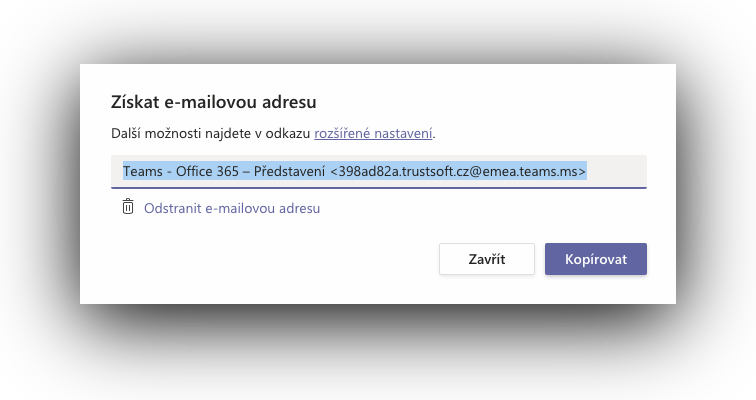 Získat e-mailovou adresu
Další možnosti najdete v odkazu rozšířené nastavení.
Teams - Office 365 – Představení <398ad82a.trustsoft.cz@emea.teams.ms>
Odstranit e-mailovou adresu
Zavřít
Kopírovat